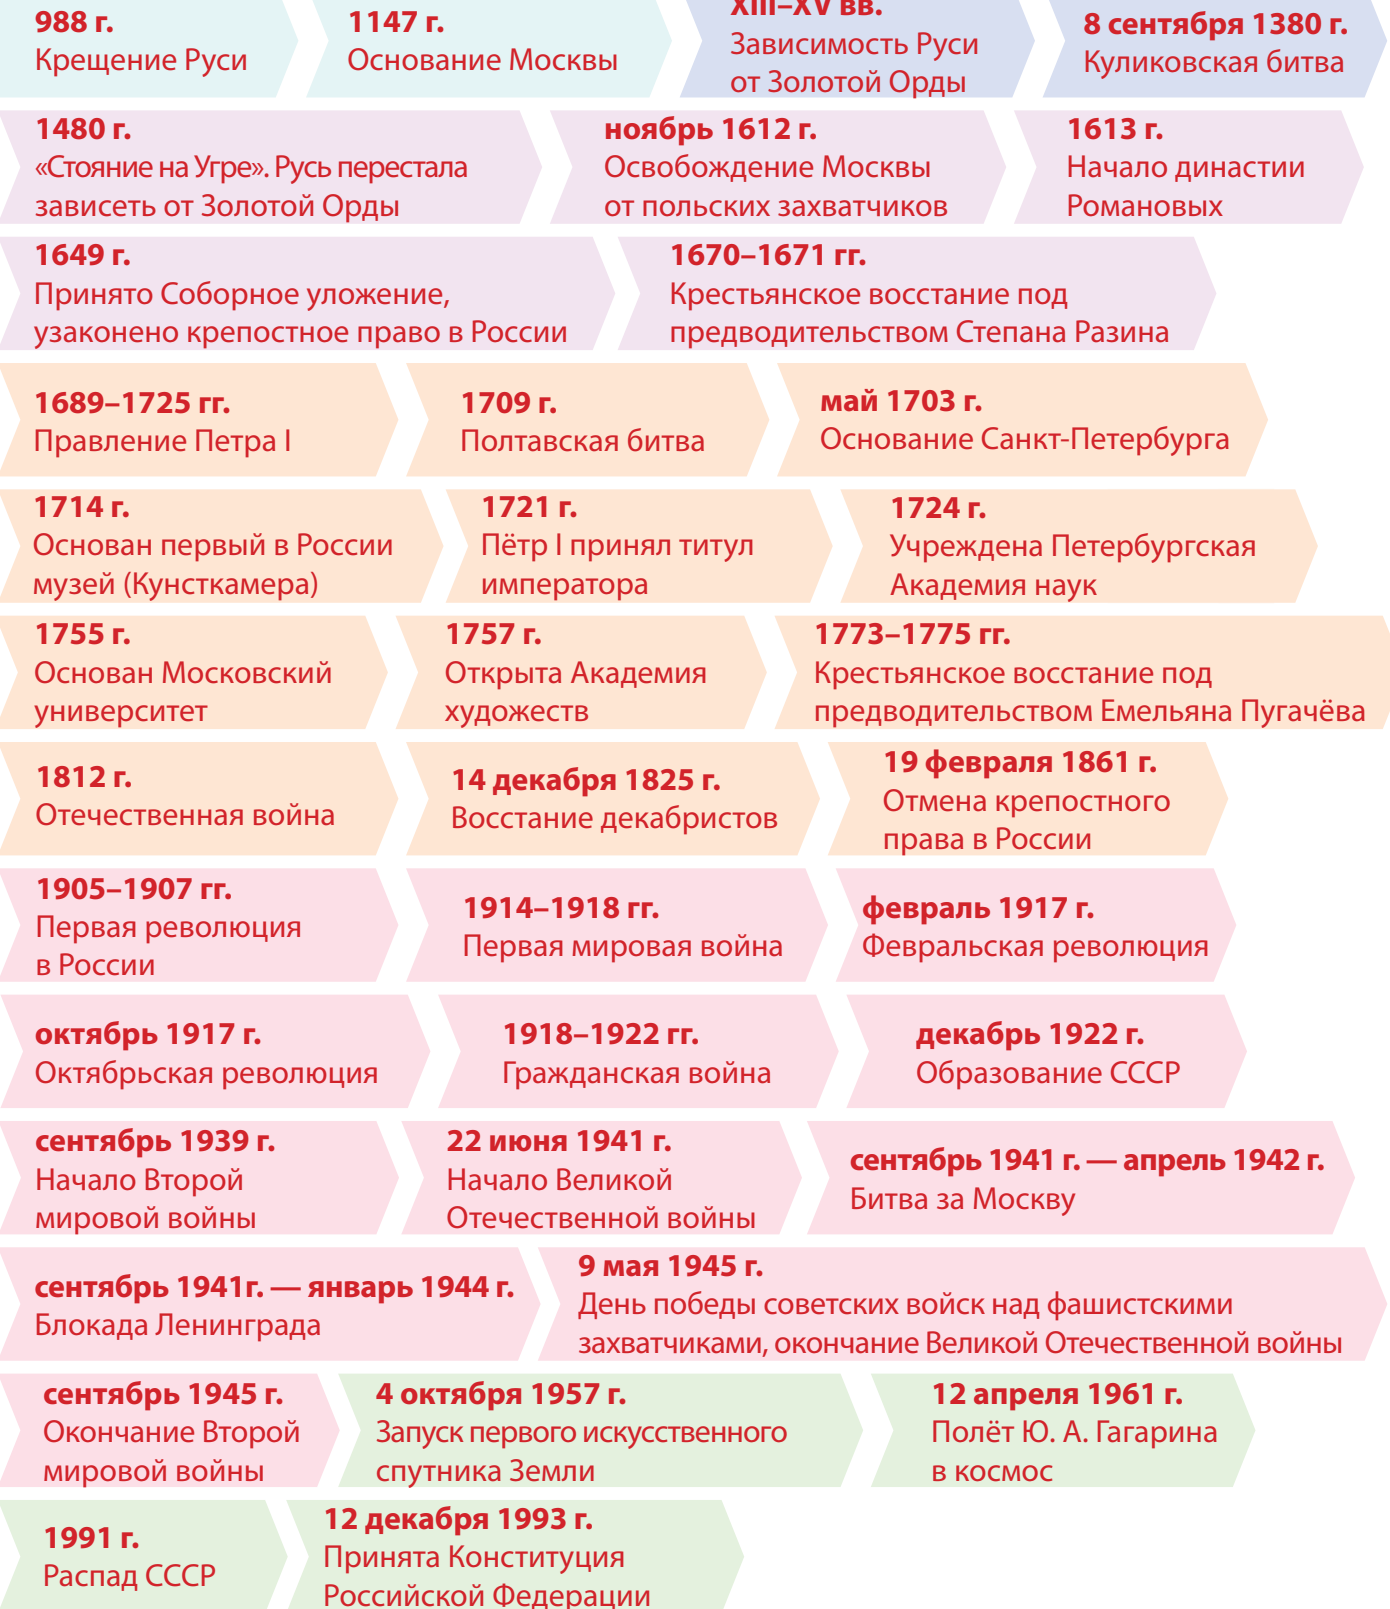 988 г.
Крещение Руси
1147 г.
Основание Москвы
XIII–XV вв.
Зависимость Руси
от Золотой Орды
8 сентября 1380 г.
Куликовская битва
1480 г.
«Стояние на Угре». Русь перестала
зависеть от Золотой Орды
ноябрь 1612 г.
Освобождение Москвы
от польских захватчиков
1613 г.
Начало династии
Романовых
1649 г.
Принято Соборное уложение,
узаконено крепостное право в России
1670–1671 гг.
Крестьянское восстание под
предводительством Степана Разина
1689–1725 гг.
Правление Петра I
1709 г.
Полтавская битва
май 1703 г.
Основание Санкт-Петербурга
1714 г.
Основан первый в России
музей (Кунсткамера)
1721 г.
Пётр I принял титул
императора
1724 г.
Учреждена Петербургская
Академия наук
1755 г.
Основан Московский
университет
1757 г.
Открыта Академия
художеств
1773–1775 гг.
Крестьянское восстание под
предводительством Емельяна Пугачёва
1812 г.
Отечественная война
14 декабря 1825 г.
Восстание декабристов
19 февраля 1861 г.
Отмена крепостного
права в России
1905–1907 гг.
Первая революция
в России
1914–1918 гг.
Первая мировая война
февраль 1917 г.
Февральская революция
октябрь 1917 г.
Октябрьская революция
1918–1922 гг.
Гражданская война
декабрь 1922 г.
Образование СССР
сентябрь 1939 г.
Начало Второй
мировой войны
22 июня 1941 г.
Начало Великой
Отечественной войны
сентябрь 1941 г. — апрель 1942 г.
Битва за Москву
сентябрь 1941г. — январь 1944 г.
Блокада Ленинграда
9 мая 1945 г.
День победы советских войск над фашистскими
захватчиками, окончание Великой Отечественной войны
сентябрь 1945 г.
Окончание Второй
мировой войны
4 октября 1957 г.
Запуск первого искусственного
спутника Земли
12 апреля 1961 г.
Полёт Ю. А. Гагарина
в космос
1991 г.
Распад СССР
12 декабря 1993 г.
Принята Конституция
Российской Федерации